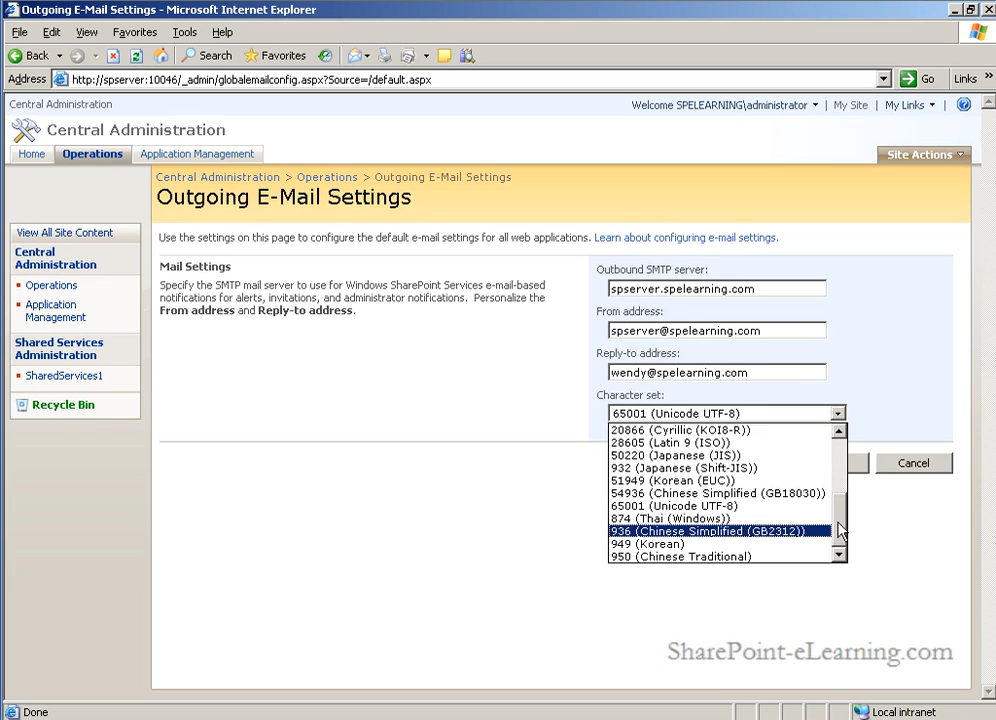 Outgoing E-Mail Settings - Microsoft Internet Explorer
File Edit View Favorites Tools Help
Back Search Favorites
Address http://spserver:10046/_admin/globalemailconfig.aspx?Source=/default.aspx Go Links »
Central Administration Welcome SPELEARNING\administrator | My Site | My Links |
Central Administration
Home Operations Application Management Site Actions
Central Administration > Operations > Outgoing E-Mail Settings
Outgoing E-Mail Settings
View All Site Content
Central
Administration
Operations
Application
Management
Shared Services
Administration
SharedServices1
Recycle Bin
Use the settings on this page to configure the default e-mail settings for all web applications. Learn about configuring e-mail settings.
Mail Settings
Specify the SMTP mail server to use for Windows SharePoint Services e-mail-based
notifications for alerts, invitations, and administrator notifications. Personalize the
From address and Reply-to address.
Outbound SMTP server:
spserver.spelearning.com
From address:
spserver@spelearning.com
Reply-to address:
wendy@spelearning.com
Character set:
65001 (Unicode UTF-8)
20866 (Cyrillic (KOI8-R))
28605 (Latin 9 (ISO))
50220 (Japanese (JIS))
932 (Japanese (Shift-JIS))
51949 (Korean (EUC))
54936 (Chinese Simplified (GB18030))
65001 (Unicode UTF-8)
874 (Thai (Windows))
936 (Chinese Simplified (GB2312))
949 (Korean)
950 (Chinese Traditional)
Cancel
SharePoint-eLearning.com
Done Local intranet